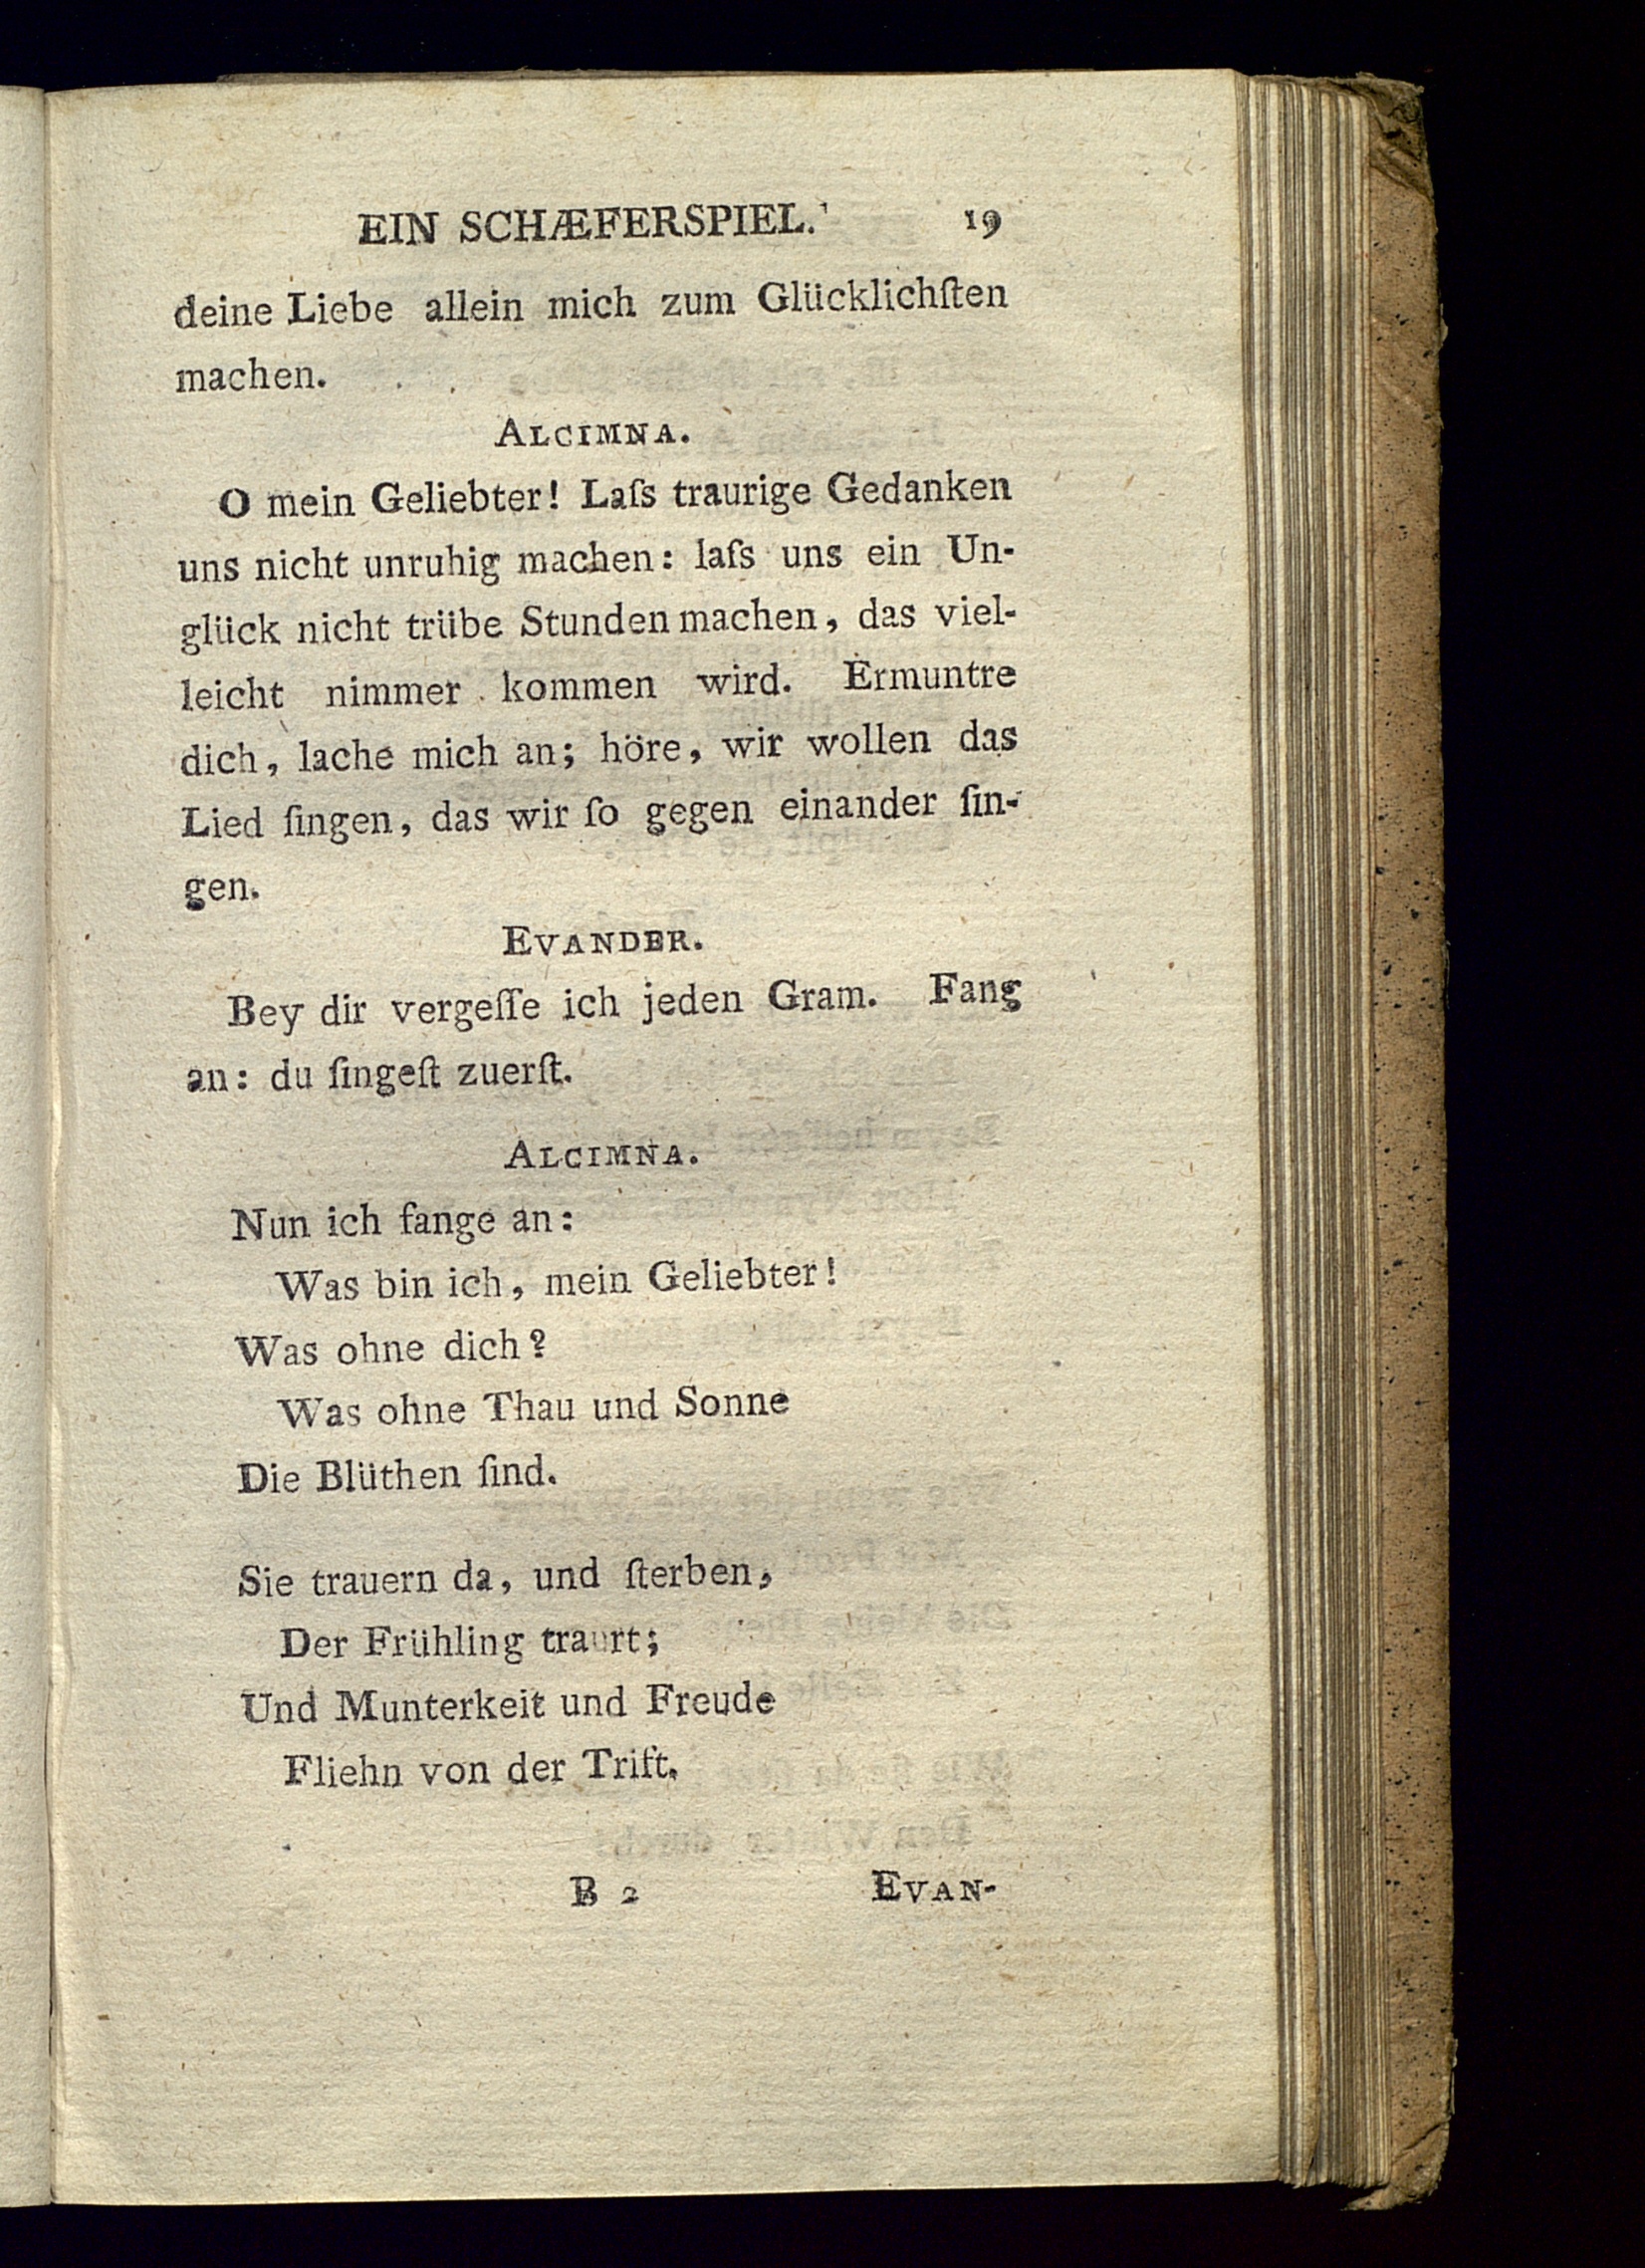 EIN SCHÆFERSPIEL. 19
deine Liebe allein mich zum Glücklichſten
machen.
ALCIMNA.
O mein Geliebter! Laſs traurige Gedanken
uns nicht unruhig machen: laſs uns ein Un-
glück nicht trübe Stunden machen, das viel-
leicht nimmer kommen wird. Ermuntre
dich, lache mich an; höre, wir wollen das
Lied ſingen, das wir ſo gegen einander ſin-
gen.
EVANDER.
Bey dir vergeſſe ich jeden Gram. Fang
an: du ſingeſt zuerſt.
ALCIMNA.
Nun ich fange an:
Was bin ich, mein Geliebter!
Was ohne dich?
Was ohne Thau und Sonne
Die Blüthen ſind.
Sie trauern da, und ſterben,
Der Frühling traurt;
Und Munterkeit und Freude
Fliehn von der Trift.
B 2 EVAN-